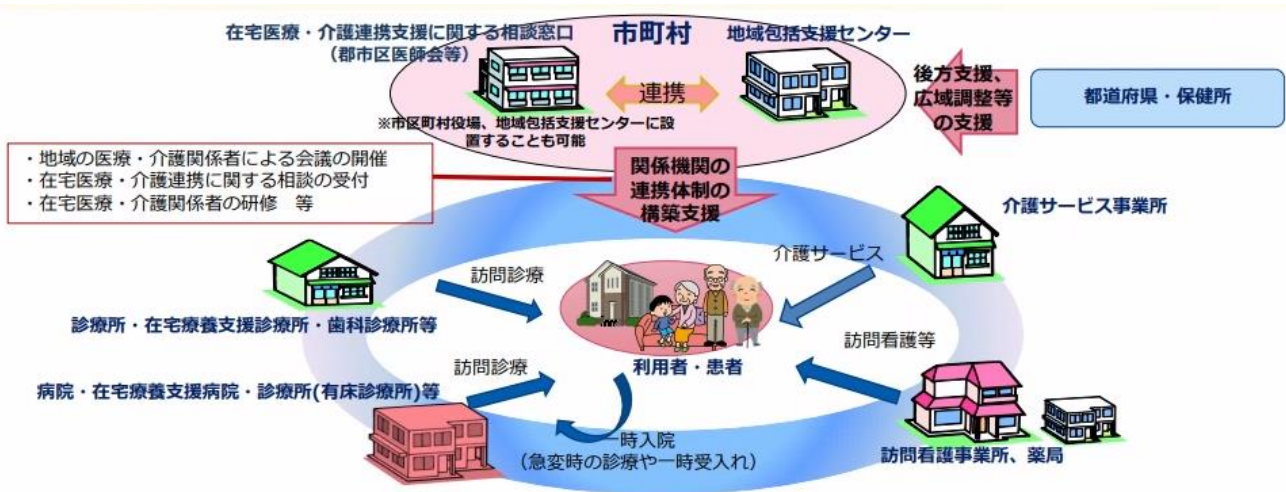 在宅医療・介護連携支援に関する相談窓口
（郡市区医師会等）
市町村
地域包括支援センター
連携
※市区町村役場、地域包括支援センターに設
置することも可能
後方支援、
広域調整等
の支援
都道府県・保健所
・地域の医療・介護関係者による会議の開催
・在宅医療・介護連携に関する相談の受付
・在宅医療・介護関係者の研修　等
関係機関の
連携体制の
構築支援
介護サービス事業所
介護サービス
訪問診療
診療所・在宅療養支援診療所・歯科診療所等
利用者・患者
訪問看護等
訪問診療
病院・在宅療養支援病院・診療所(有床診療所)等
一時入院
（急変時の診療や一時受入れ）
訪問看護事業所、薬局